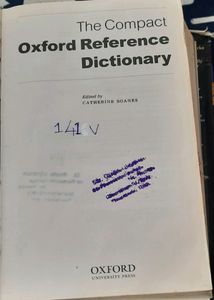 The Compact
Oxford Reference
Dictionary
Edited by
CATHERINE SOANES
141 V
OXFORD
UNIVERSITY PRESS